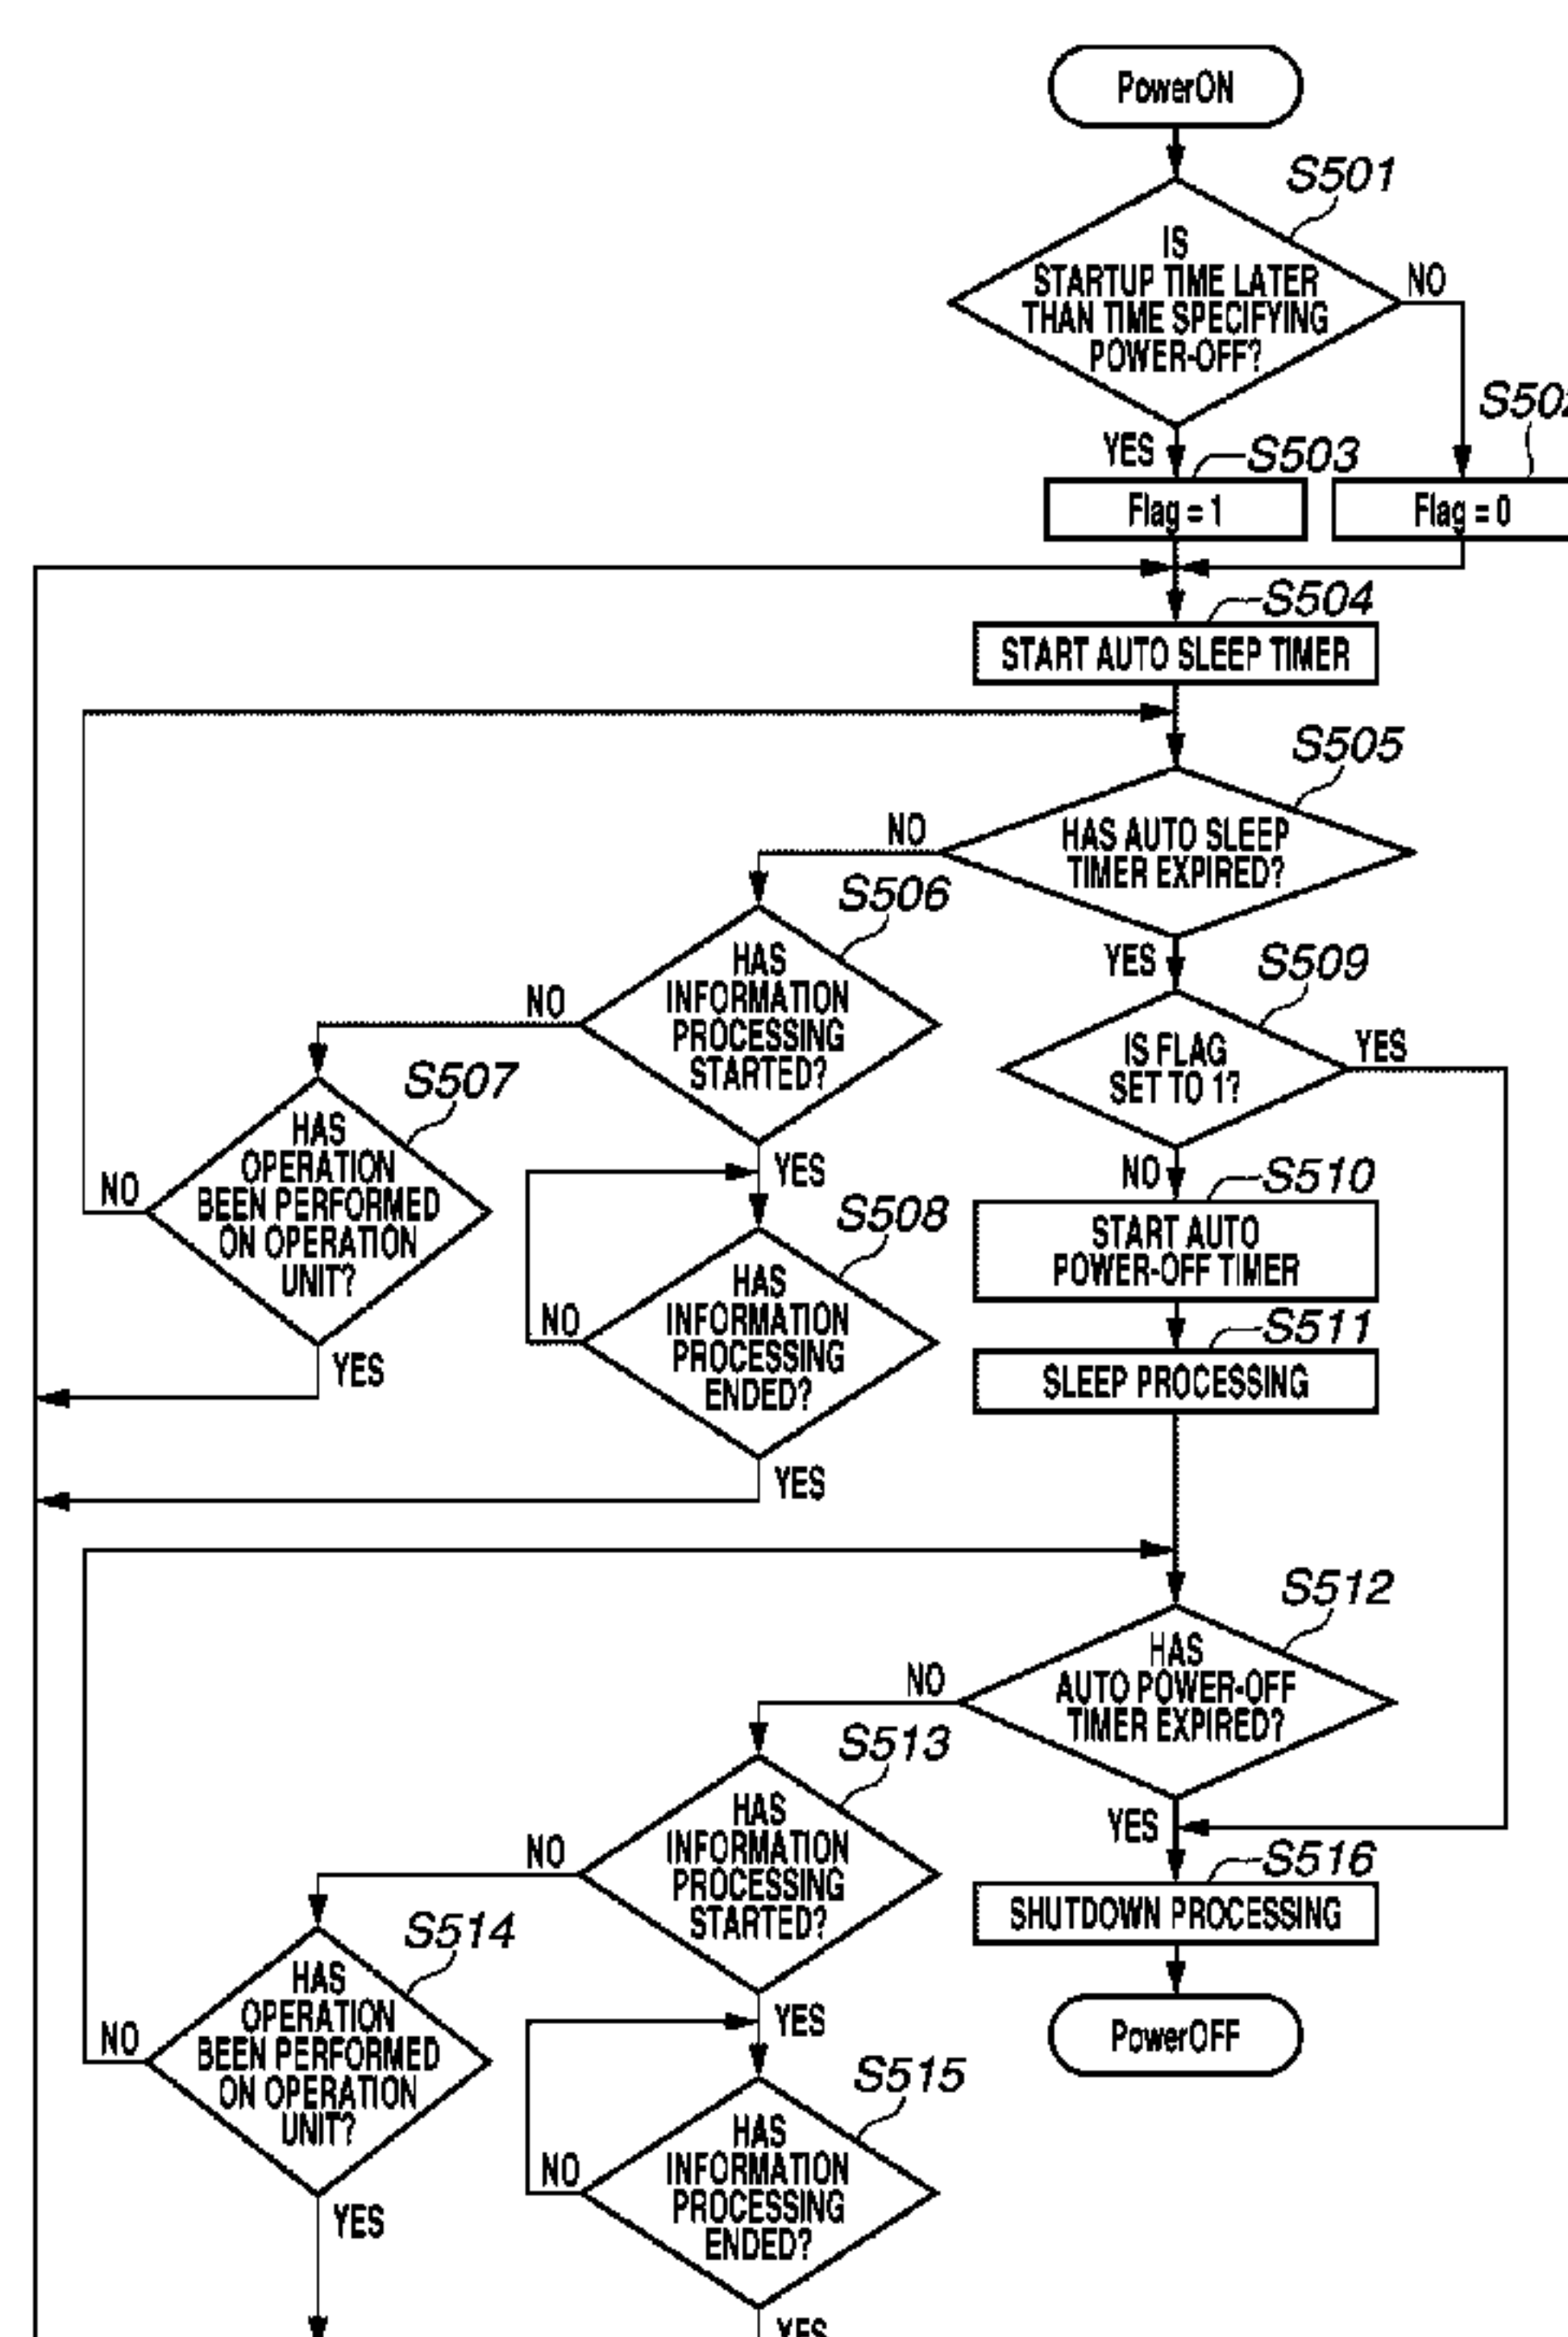 PowerON
S501
IS
STARTUP TIME LATER
THAN TIME SPECIFYING
POWER-OFF?
NO
YES
S503
Flag = 1
Flag = 0
S504
START AUTO SLEEP TIMER
S505
HAS AUTO SLEEP
TIMER EXPIRED?
NO
YES
S506
HAS
INFORMATION
PROCESSING
STARTED?
NO
YES
S507
HAS
OPERATION
BEEN PERFORMED
ON OPERATION
UNIT?
NO
YES
S508
HAS
INFORMATION
PROCESSING
ENDED?
NO
YES
S509
IS FLAG
SET TO 1?
YES
NO
S510
START AUTO
POWER-OFF TIMER
S511
SLEEP PROCESSING
S512
HAS
AUTO POWER-OFF
TIMER EXPIRED?
NO
YES
S513
HAS
INFORMATION
PROCESSING
STARTED?
NO
YES
S514
HAS
OPERATION
BEEN PERFORMED
ON OPERATION
UNIT?
NO
YES
S515
HAS
INFORMATION
PROCESSING
ENDED?
NO
YES
S516
SHUTDOWN PROCESSING
PowerOFF